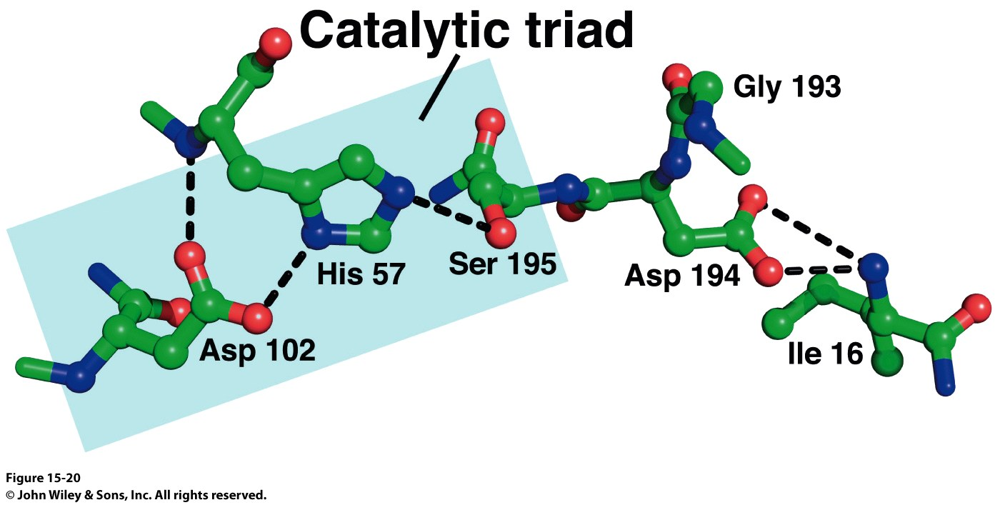 Catalytic triad
Gly 193
His 57
Ser 195
Asp 194
Asp 102
Ile 16
Figure 15-20
© John Wiley & Sons, Inc. All rights reserved.